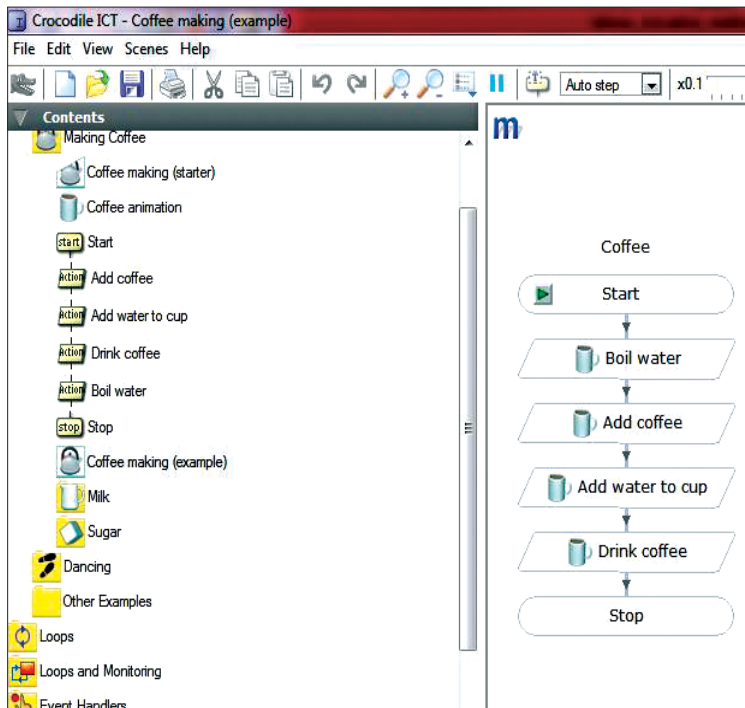 Crocodile ICT - Coffee making (example)
File Edit View Scenes Help
Auto step x0.1
Contents
Making Coffee
Coffee making (starter)
Coffee animation
start Start
Action Add coffee
Action Add water to cup
Action Drink coffee
Action Boil water
stop Stop
Coffee making (example)
Milk
Sugar
Dancing
Other Examples
Loops
Loops and Monitoring
Event Handlers
m
Coffee
Start
Boil water
Add coffee
Add water to cup
Drink coffee
Stop